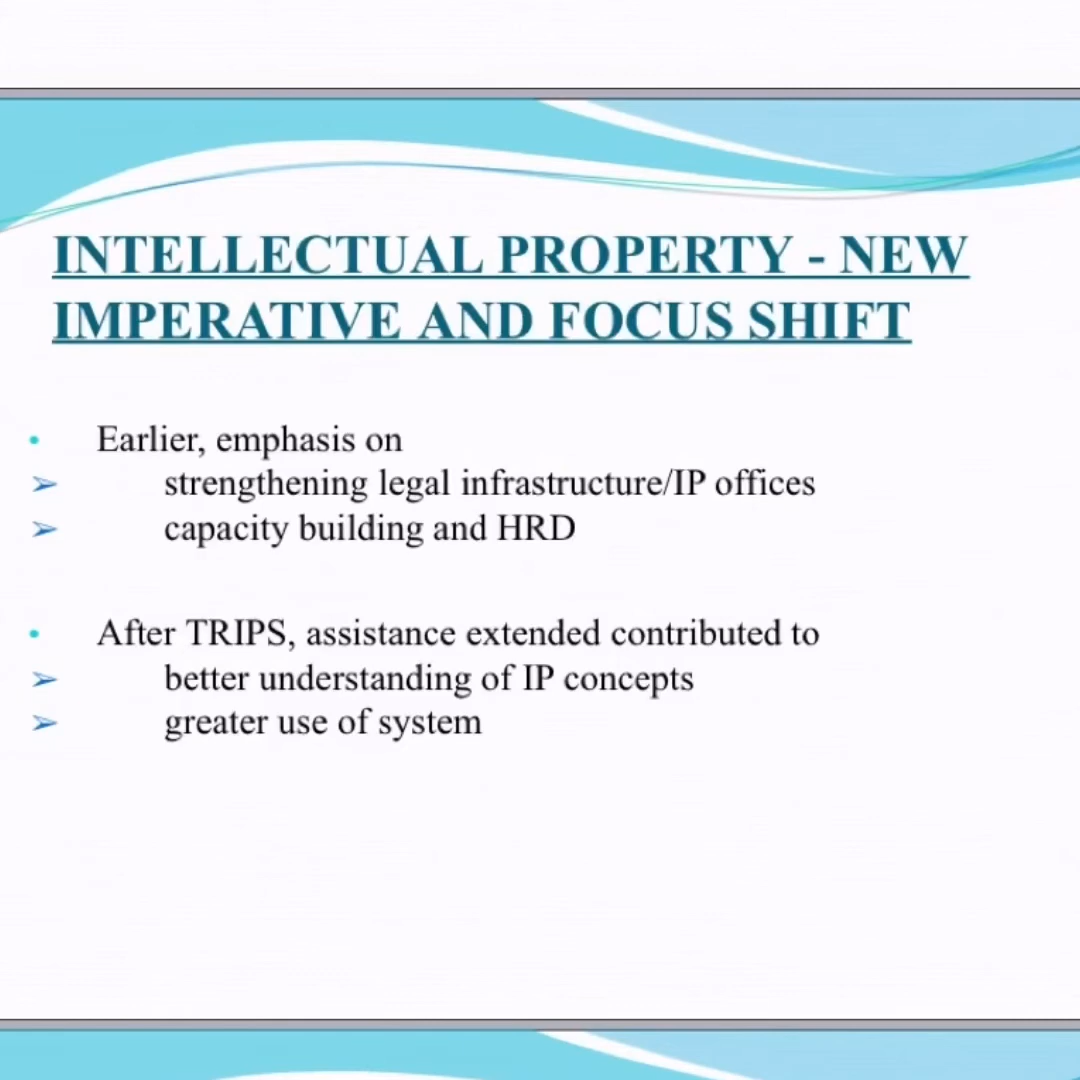 INTELLECTUAL PROPERTY - NEW
IMPERATIVE AND FOCUS SHIFT
• Earlier, emphasis on
➢ strengthening legal infrastructure/IP offices
➢ capacity building and HRD
• After TRIPS, assistance extended contributed to
➢ better understanding of IP concepts
➢ greater use of system